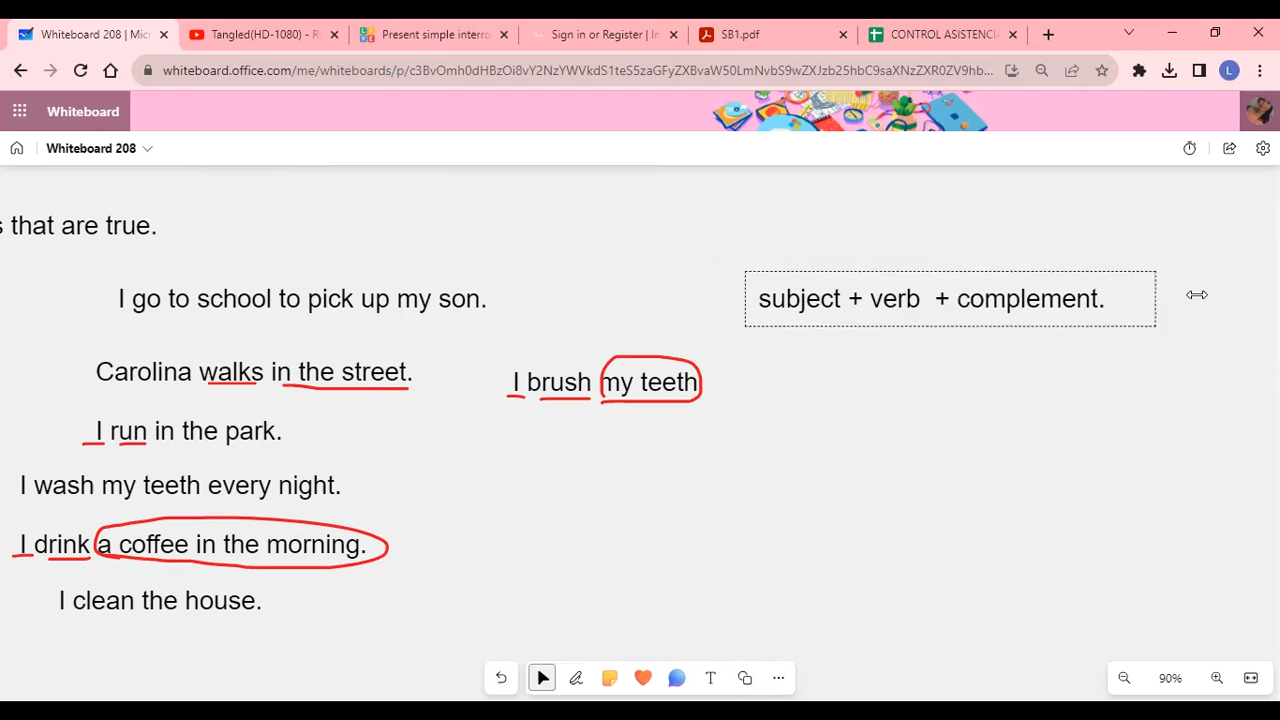 Whiteboard 208 | Mic
Tangled(HD-1080) - R
Present simple interro
Sign in or Register | In
SB1.pdf
CONTROL ASISTENCIA
whiteboard.office.com/me/whiteboards/p/c3BvOmh0dHBzOi8vY2NzYWVkdS1teS5zaGFyZXBvaW50LmNvbS9wZXJzb25hbC9saXNzZXR0ZV9hb...
L
Whiteboard
Whiteboard 208
s that are true.
I go to school to pick up my son.
subject + verb + complement.
Carolina walks in the street.
I brush my teeth
I run in the park.
I wash my teeth every night.
I drink a coffee in the morning.
I clean the house.
T
90%